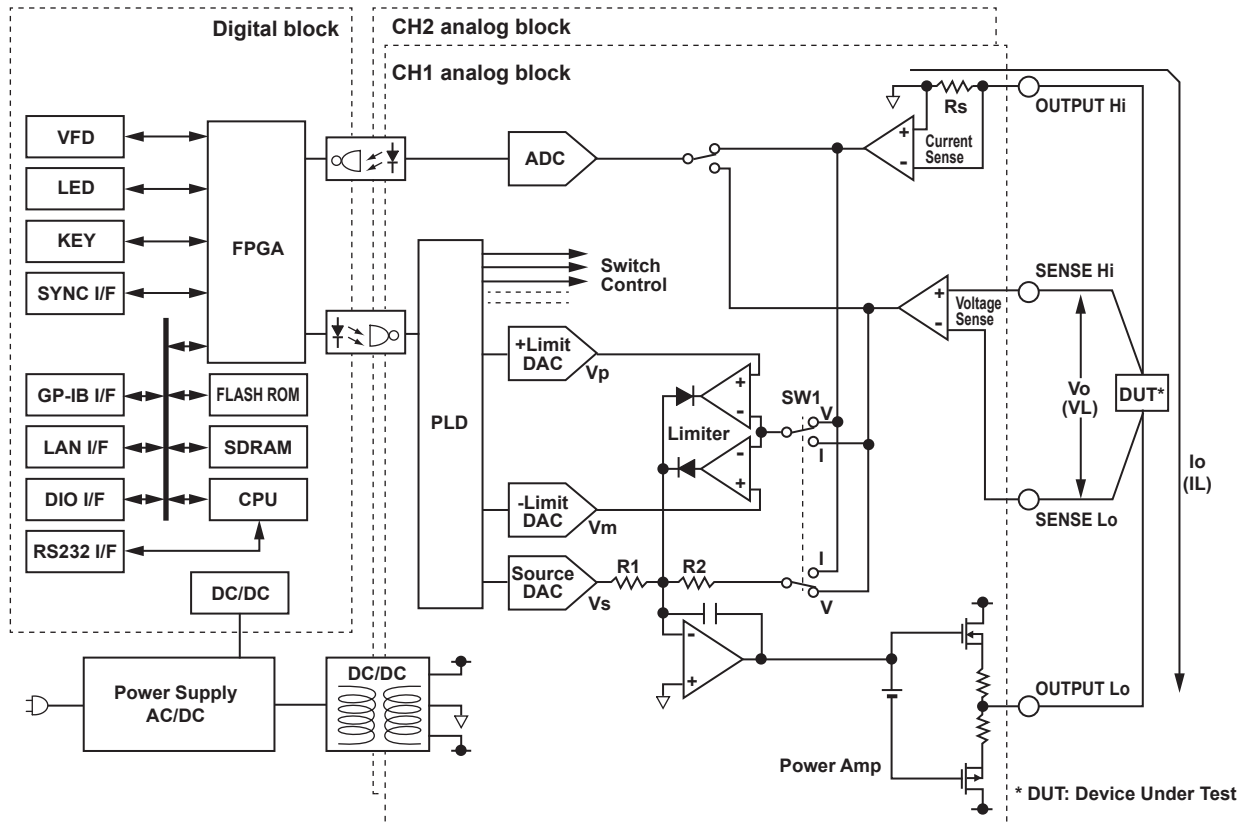 Digital block
CH2 analog block
CH1 analog block
VFD
LED
KEY
SYNC I/F
FPGA
GP-IB I/F
LAN I/F
DIO I/F
RS232 I/F
FLASH ROM
SDRAM
CPU
DC/DC
Power Supply
AC/DC
DC/DC
ADC
PLD
Switch
Control
+Limit
DAC
Vp
-Limit
DAC
Vm
Source
DAC
Vs
R1
R2
+
-
Limiter
-
+
SW1
V
I
I
V
-
+
Rs
+
-
Current
Sense
+
-
Voltage
Sense
OUTPUT Hi
SENSE Hi
Vo
(VL)
DUT*
SENSE Lo
Io
(IL)
OUTPUT Lo
Power Amp
* DUT: Device Under Test